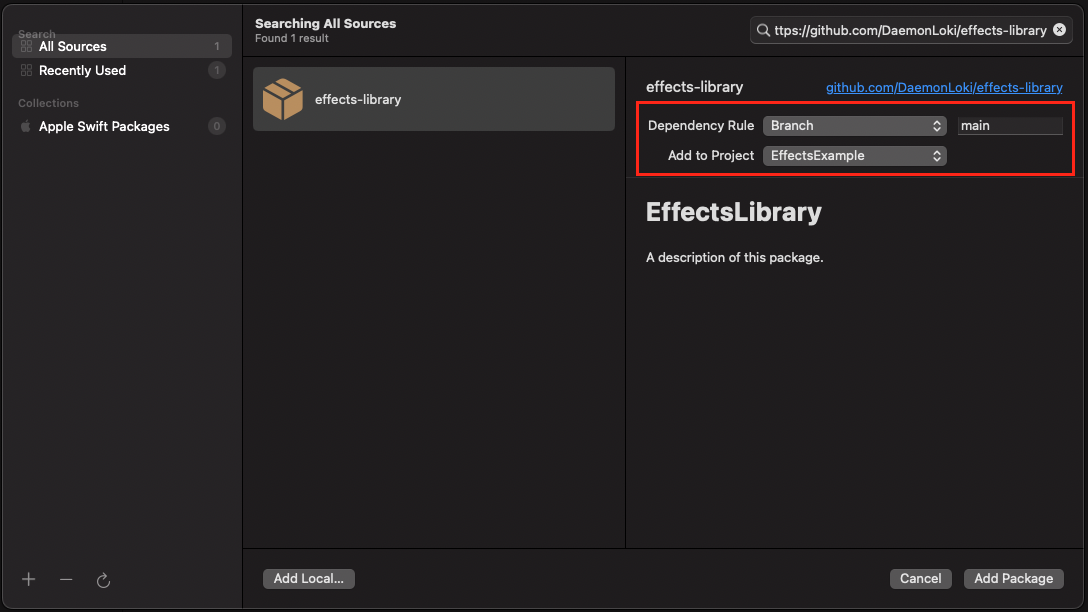 Search
All Sources 1
Recently Used 1
Collections
Apple Swift Packages 0
Searching All Sources
Found 1 result
ttps://github.com/DaemonLoki/effects-library
effects-library
effects-library github.com/DaemonLoki/effects-library
Dependency Rule Branch main
Add to Project EffectsExample
EffectsLibrary
A description of this package.
Add Local... Cancel Add Package